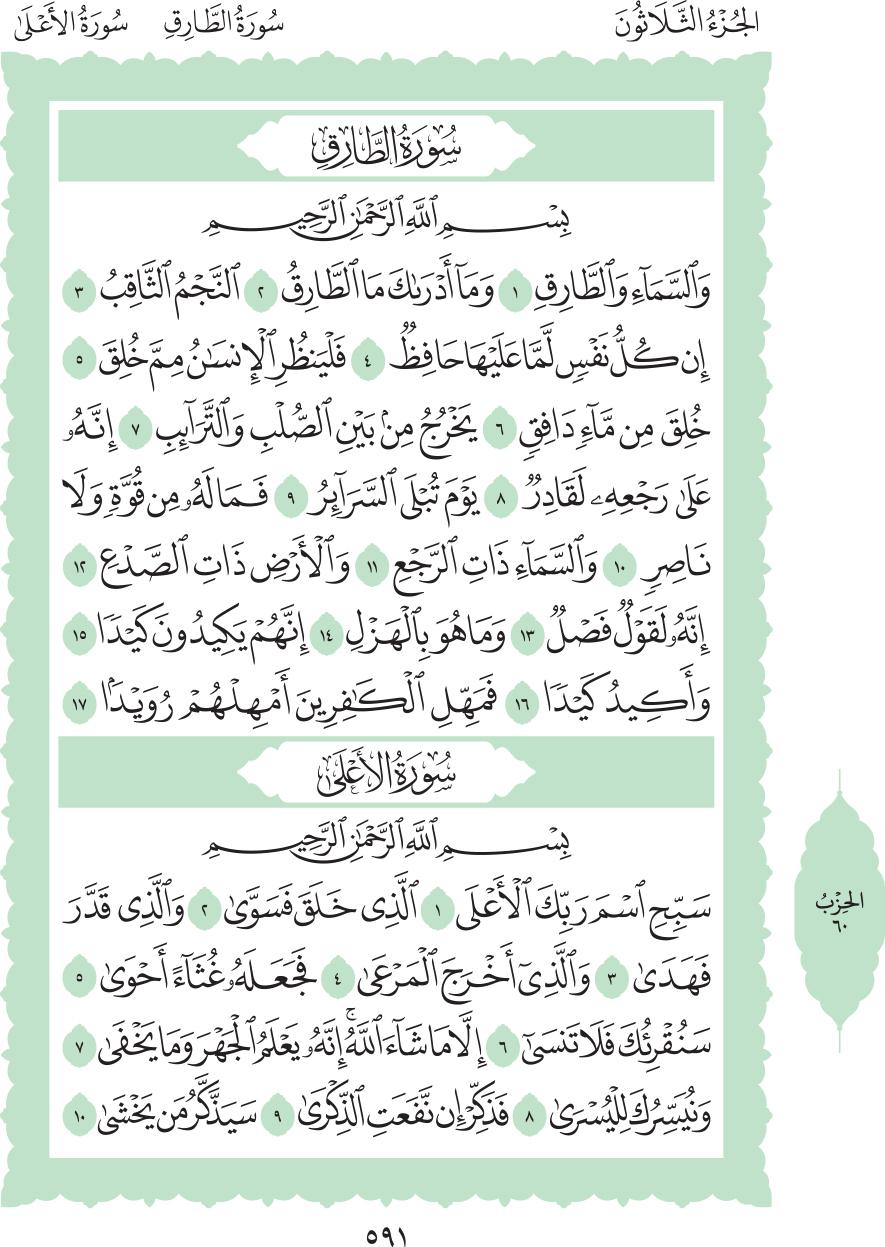 الجُزْءُ الثَّلَاثُونَ سُورَةُ الطَّارِقِ سُورَةُ الأَعْلَىٰ
سُورَةُ الطَّارِقِ
بِسْمِ ٱللَّهِ ٱلرَّحْمَٰنِ ٱلرَّحِيمِ
وَٱلسَّمَآءِ وَٱلطَّارِقِ ١ وَمَآ أَدْرَىٰكَ مَا ٱلطَّارِقُ ٢ ٱلنَّجْمُ ٱلثَّاقِبُ ٣
إِن كُلُّ نَفْسٖ لَّمَّا عَلَيْهَا حَافِظٞ ٤ فَلْيَنظُرِ ٱلْإِنسَٰنُ مِمَّ خُلِقَ ٥
خُلِقَ مِن مَّآءٖ دَافِقٖ ٦ يَخْرُجُ مِنۢ بَيْنِ ٱلصُّلْبِ وَٱلتَّرَآئِبِ ٧ إِنَّهُۥ
عَلَىٰ رَجْعِهِۦ لَقَادِرٞ ٨ يَوْمَ تُبْلَى ٱلسَّرَآئِرُ ٩ فَمَا لَهُۥ مِن قُوَّةٖ وَلَا
نَاصِرٖ ١٠ وَٱلسَّمَآءِ ذَاتِ ٱلرَّجْعِ ١١ وَٱلْأَرْضِ ذَاتِ ٱلصَّدْعِ ١٢
إِنَّهُۥ لَقَوْلٞ فَصْلٞ ١٣ وَمَا هُوَ بِٱلْهَزْلِ ١٤ إِنَّهُمْ يَكِيدُونَ كَيْدٗا ١٥
وَأَكِيدُ كَيْدٗا ١٦ فَمَهِّلِ ٱلْكَٰفِرِينَ أَمْهِلْهُمْ رُوَيْدَۢا ١٧
سُورَةُ الأَعْلَىٰ
بِسْمِ ٱللَّهِ ٱلرَّحْمَٰنِ ٱلرَّحِيمِ
سَبِّحِ ٱسْمَ رَبِّكَ ٱلْأَعْلَى ١ ٱلَّذِى خَلَقَ فَسَوَّىٰ ٢ وَٱلَّذِى قَدَّرَ
فَهَدَىٰ ٣ وَٱلَّذِىٓ أَخْرَجَ ٱلْمَرْعَىٰ ٤ فَجَعَلَهُۥ غُثَآءً أَحْوَىٰ ٥
سَنُقْرِئُكَ فَلَا تَنسَىٰٓ ٦ إِلَّا مَا شَآءَ ٱللَّهُۚ إِنَّهُۥ يَعْلَمُ ٱلْجَهْرَ وَمَا يَخْفَىٰ ٧
وَنُيَسِّرُكَ لِلْيُسْرَىٰ ٨ فَذَكِّرْ إِن نَّفَعَتِ ٱلذِّكْرَىٰ ٩ سَيَذَّكَّرُ مَن يَخْشَىٰ ١٠
الحِزْبُ
٦٠
٥٩١